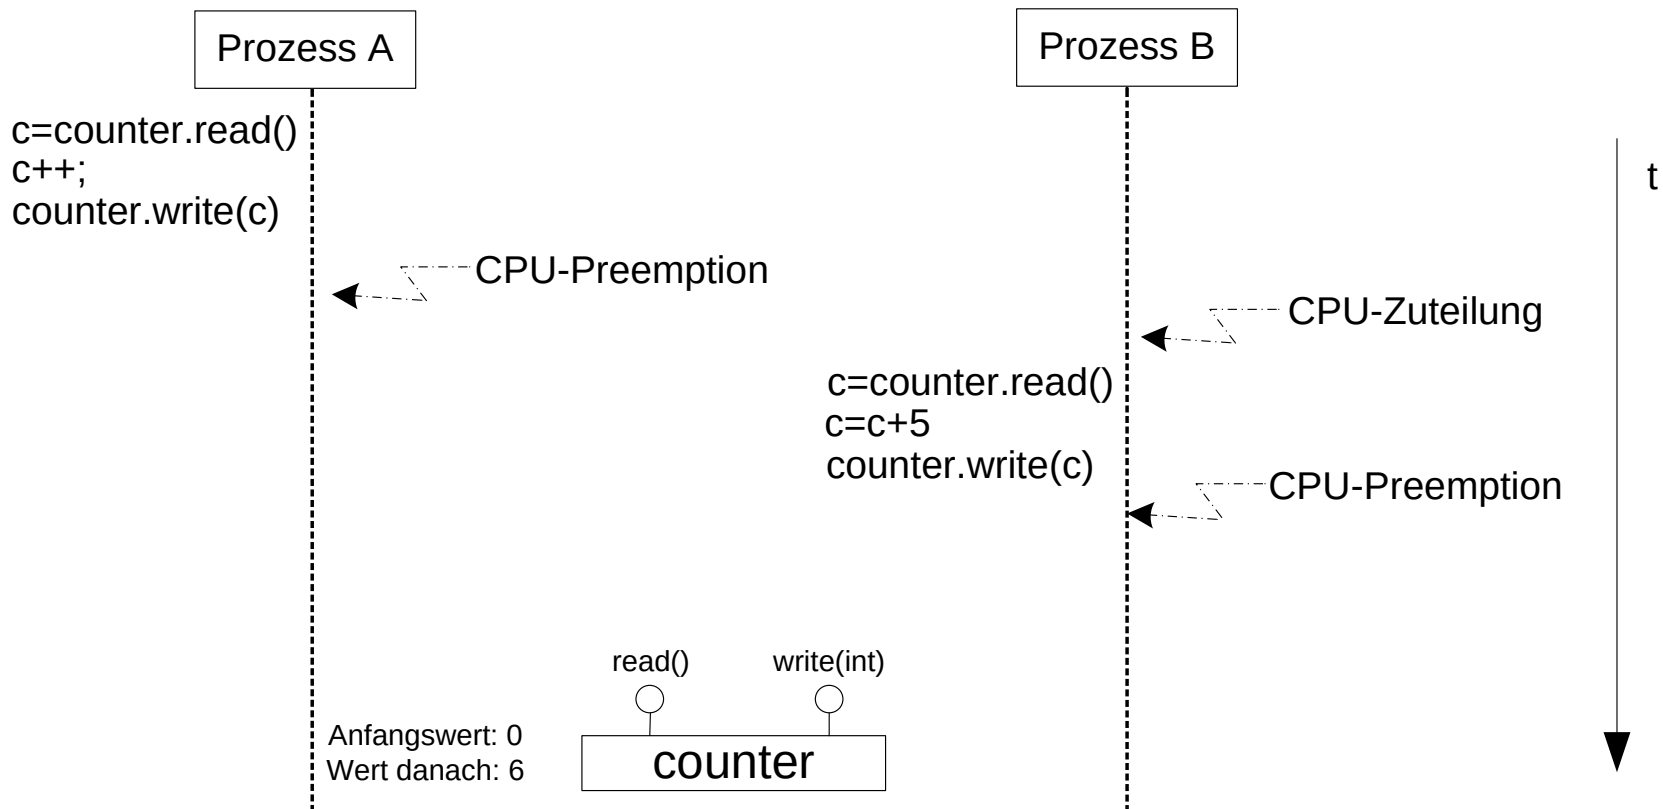 Prozess A
Prozess B
c=counter.read()
c++;
counter.write(c)
t
CPU-Preemption
CPU-Zuteilung
c=counter.read()
c=c+5
counter.write(c)
CPU-Preemption
read()
write(int)
Anfangswert: 0
Wert danach: 6
counter